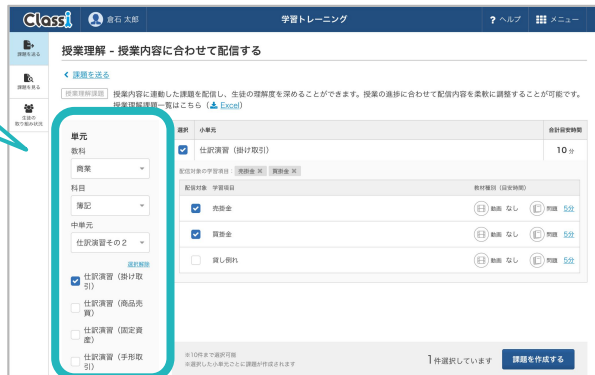 Classi 倉石 太郎 学習トレーニング ? ヘルプ メニュー
課題を送る
課題を見る
生徒の
取り組み状況
授業理解 - 授業内容に合わせて配信する
< 課題を送る
授業理解課題 授業内容に連動した課題を配信し、生徒の理解度を深めることができます。授業の進捗に合わせて配信内容を柔軟に調整することが可能です。
授業理解課題一覧はこちら（Excel）
単元
教科
商業
科目
簿記
中単元
仕訳演習その２
選択解除
仕訳演習（掛け取
引）
仕訳演習（商品売
買）
仕訳演習（固定資
産）
仕訳演習（手形取
引）
選択 小単元 合計目安時間
仕訳演習（掛け取引） 10 分
配信対象の学習項目： 売掛金 × 買掛金 ×
配信対象 学習項目 教材種別（目安時間）
売掛金 動画 なし 問題 5分
買掛金 動画 なし 問題 5分
貸し倒れ 動画 なし 問題 5分
※10件まで選択可能
※選択した小単元ごとに課題が作成されます
1件選択しています 課題を作成する